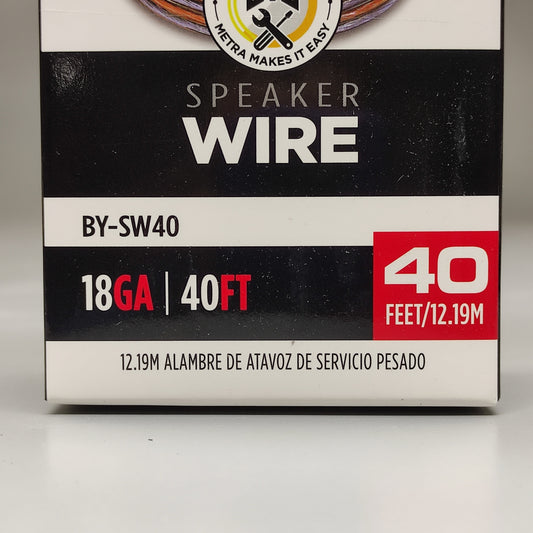 METRA MAKES IT EASY
SPEAKER
WIRE
BY-SW40
18GA | 40FT
40
FEET/12.19M
12.19M ALAMBRE DE ATAVOZ DE SERVICIO PESADO